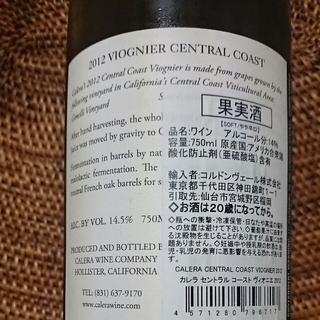 2012 VIOGNIER CENTRAL COAST
Calera's 2012 Central Coast Viognier is made from grapes grown by the
following vineyard in California's Central Coast Viticultural Area.
After hand harvesting, the whole
juice was moved by gravity to
Fermentation in barrels by
malolactic fermentation.
French oak barrels for
ALC. BY VOL. 14.5% 750M
PRODUCED AND BOTTLED B
CALERA WINE COMPANY
HOLLISTER, CALIFORNIA
TEL: (831) 637-9170
www.calerawine.com
果実酒
品名:ワイン アルコール分:14%
容量:750ml 原産国:アメリカ合衆国
酸化防止剤(亜硫酸塩)含有
輸入者:コルドンヴェール株式会社
東京都千代田区神田錦町1-1
引取先:仙台市宮城野区福岡
◇お酒は20歳になってから。
CALERA CENTRAL COAST VIOGNIER 2012
カレラ セントラル コースト ヴィオニエ 2012
4 571280 796717